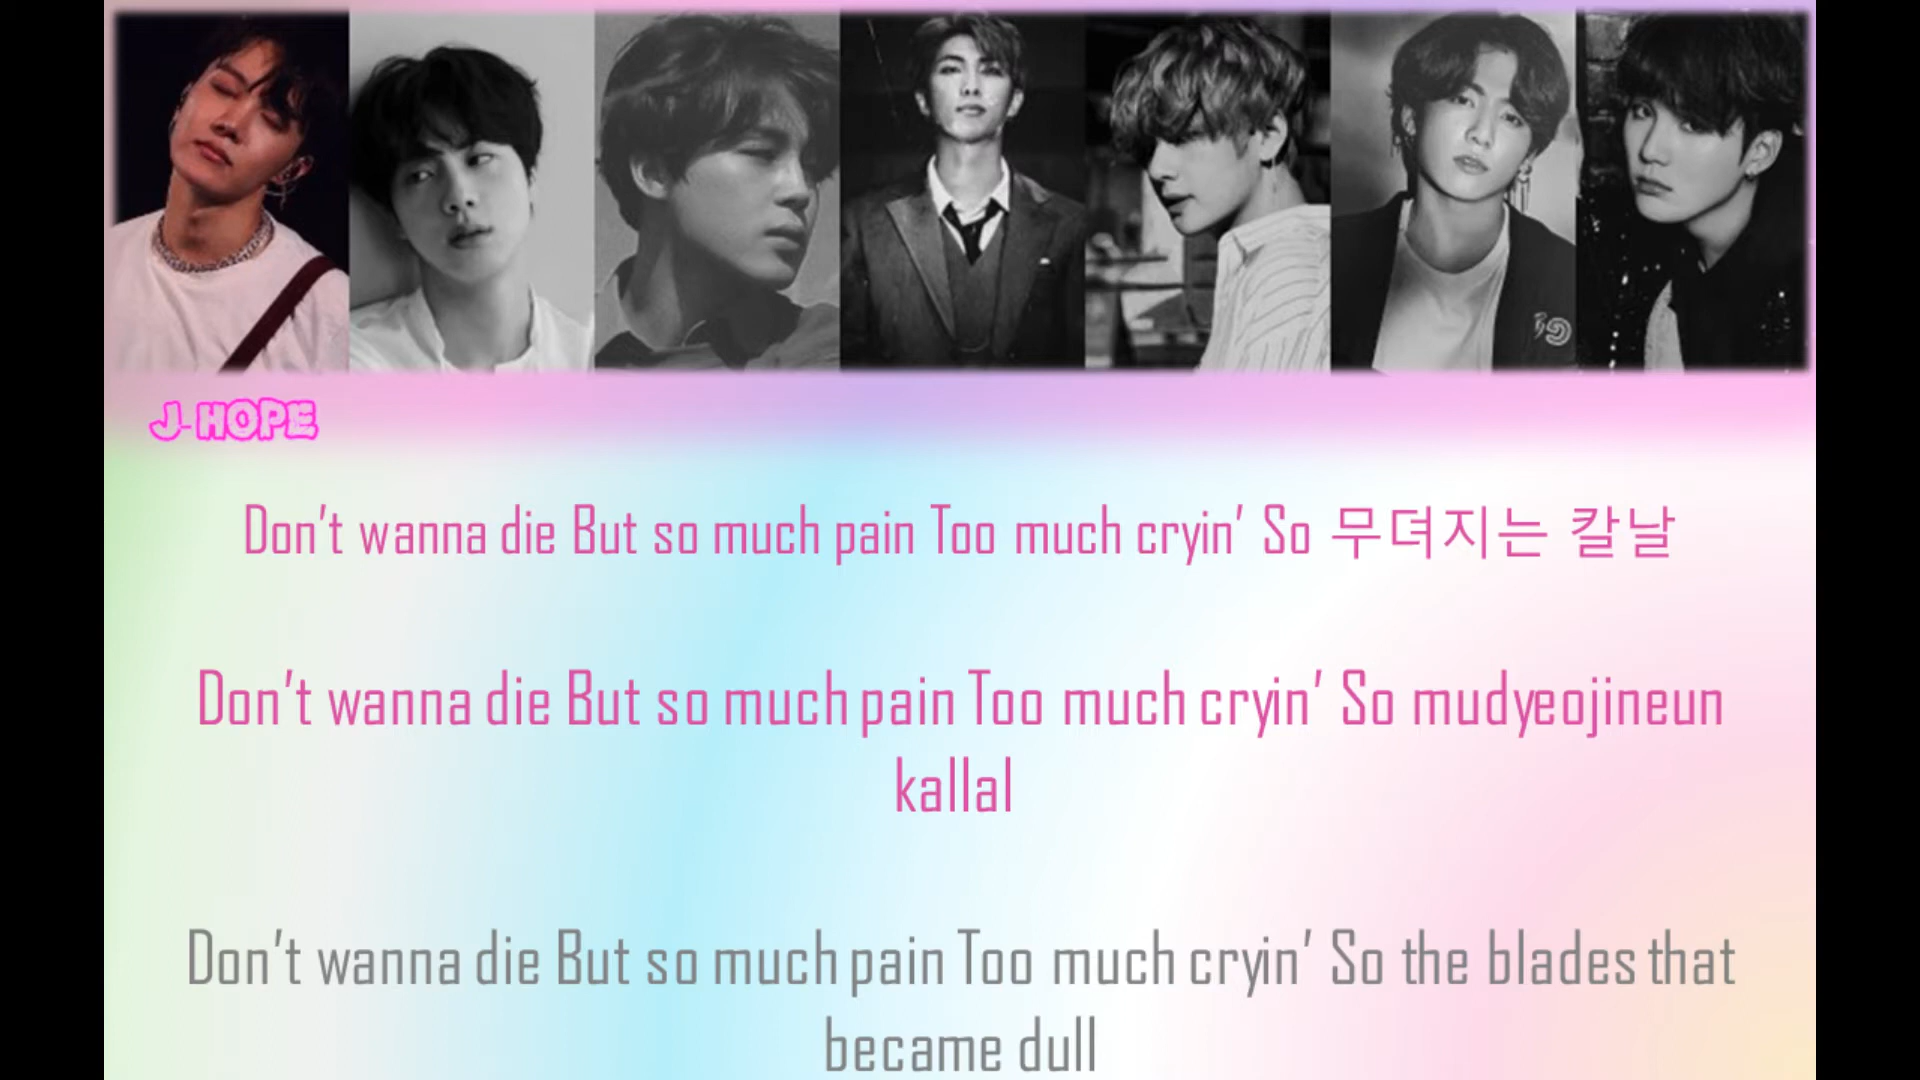 J-HOPE
Don't wanna die But so much pain Too much cryin' So 무뎌지는 칼날
Don't wanna die But so much pain Too much cryin' So mudyeojineun
kallal
Don't wanna die But so much pain Too much cryin' So the blades that
became dull